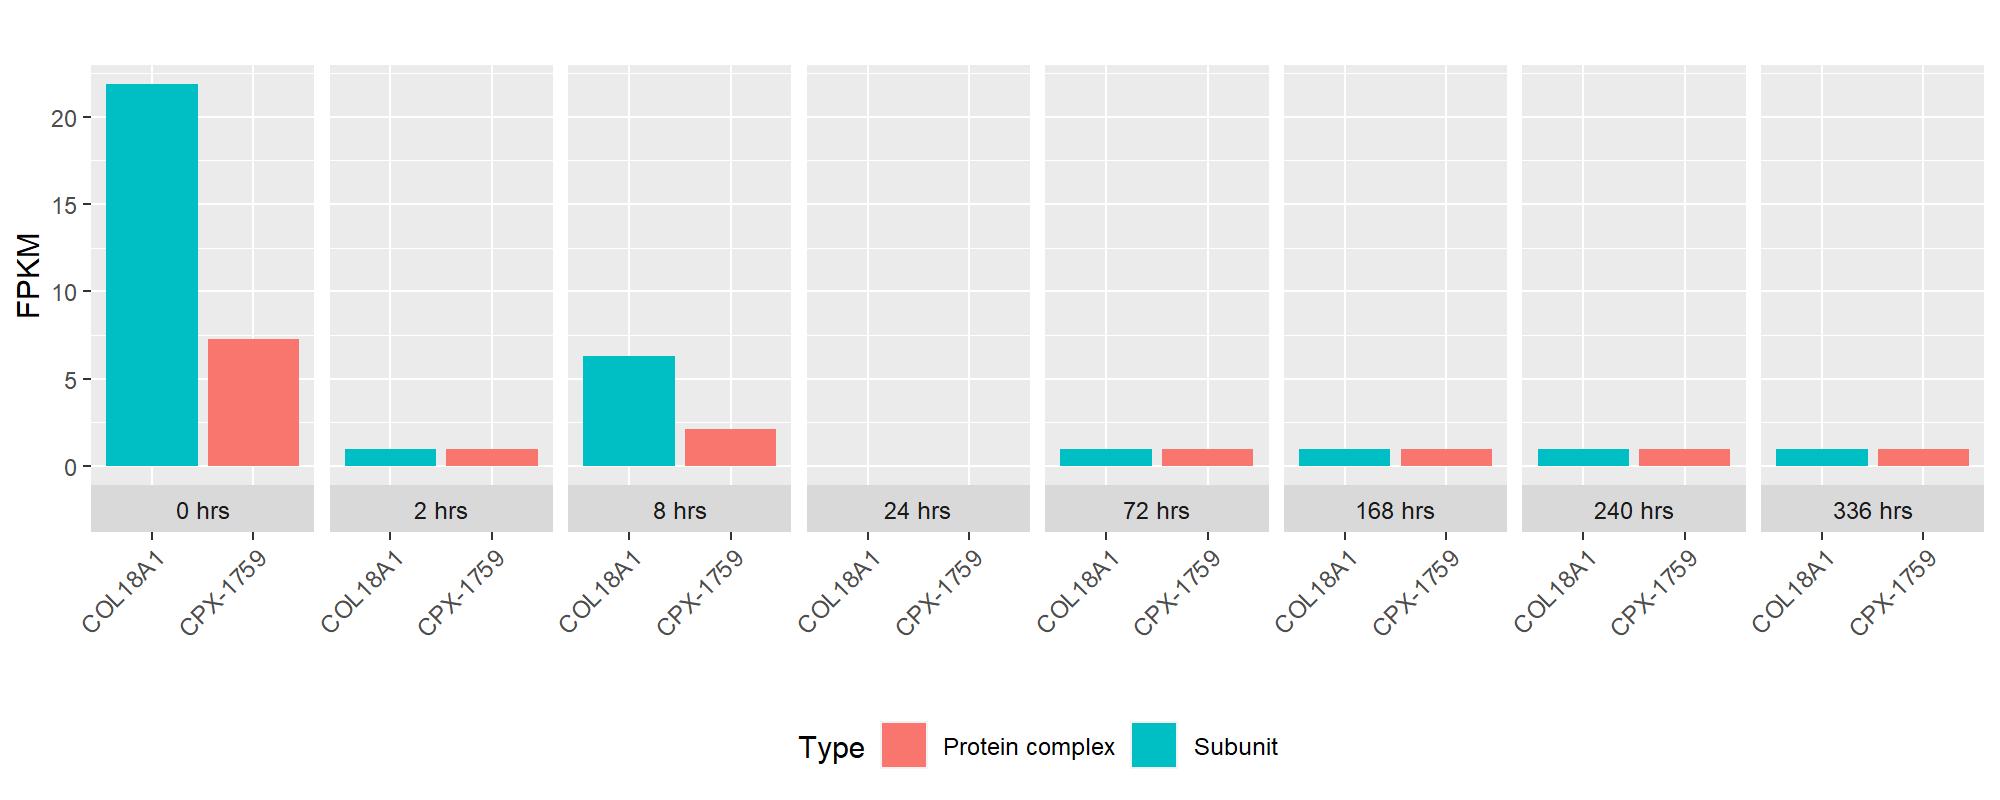 FPKM
20
15
10
5
0
0 hrs
2 hrs
8 hrs
24 hrs
72 hrs
168 hrs
240 hrs
336 hrs
COL18A1
CPX-1759
COL18A1
CPX-1759
COL18A1
CPX-1759
COL18A1
CPX-1759
COL18A1
CPX-1759
COL18A1
CPX-1759
COL18A1
CPX-1759
COL18A1
CPX-1759
Type Protein complex Subunit